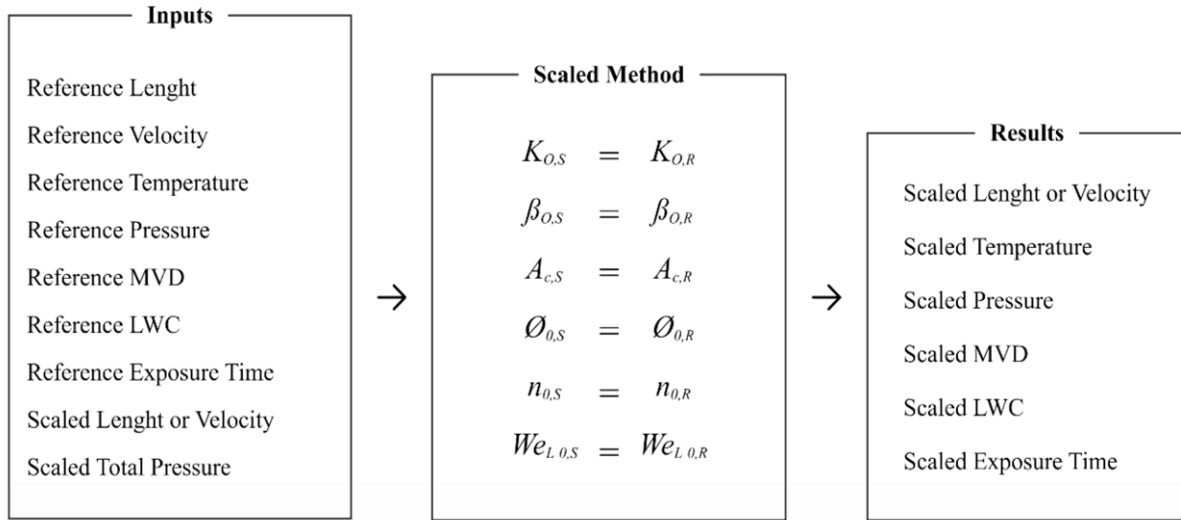 Inputs
Reference Lenght
Reference Velocity
Reference Temperature
Reference Pressure
Reference MVD
Reference LWC
Reference Exposure Time
Scaled Lenght or Velocity
Scaled Total Pressure
→
Scaled Method
K_{O,S} = K_{O,R}
β_{O,S} = β_{O,R}
A_{c,S} = A_{c,R}
Ø_{0,S} = Ø_{0,R}
n_{0,S} = n_{0,R}
We_{L 0,S} = We_{L 0,R}
→
Results
Scaled Lenght or Velocity
Scaled Temperature
Scaled Pressure
Scaled MVD
Scaled LWC
Scaled Exposure Time